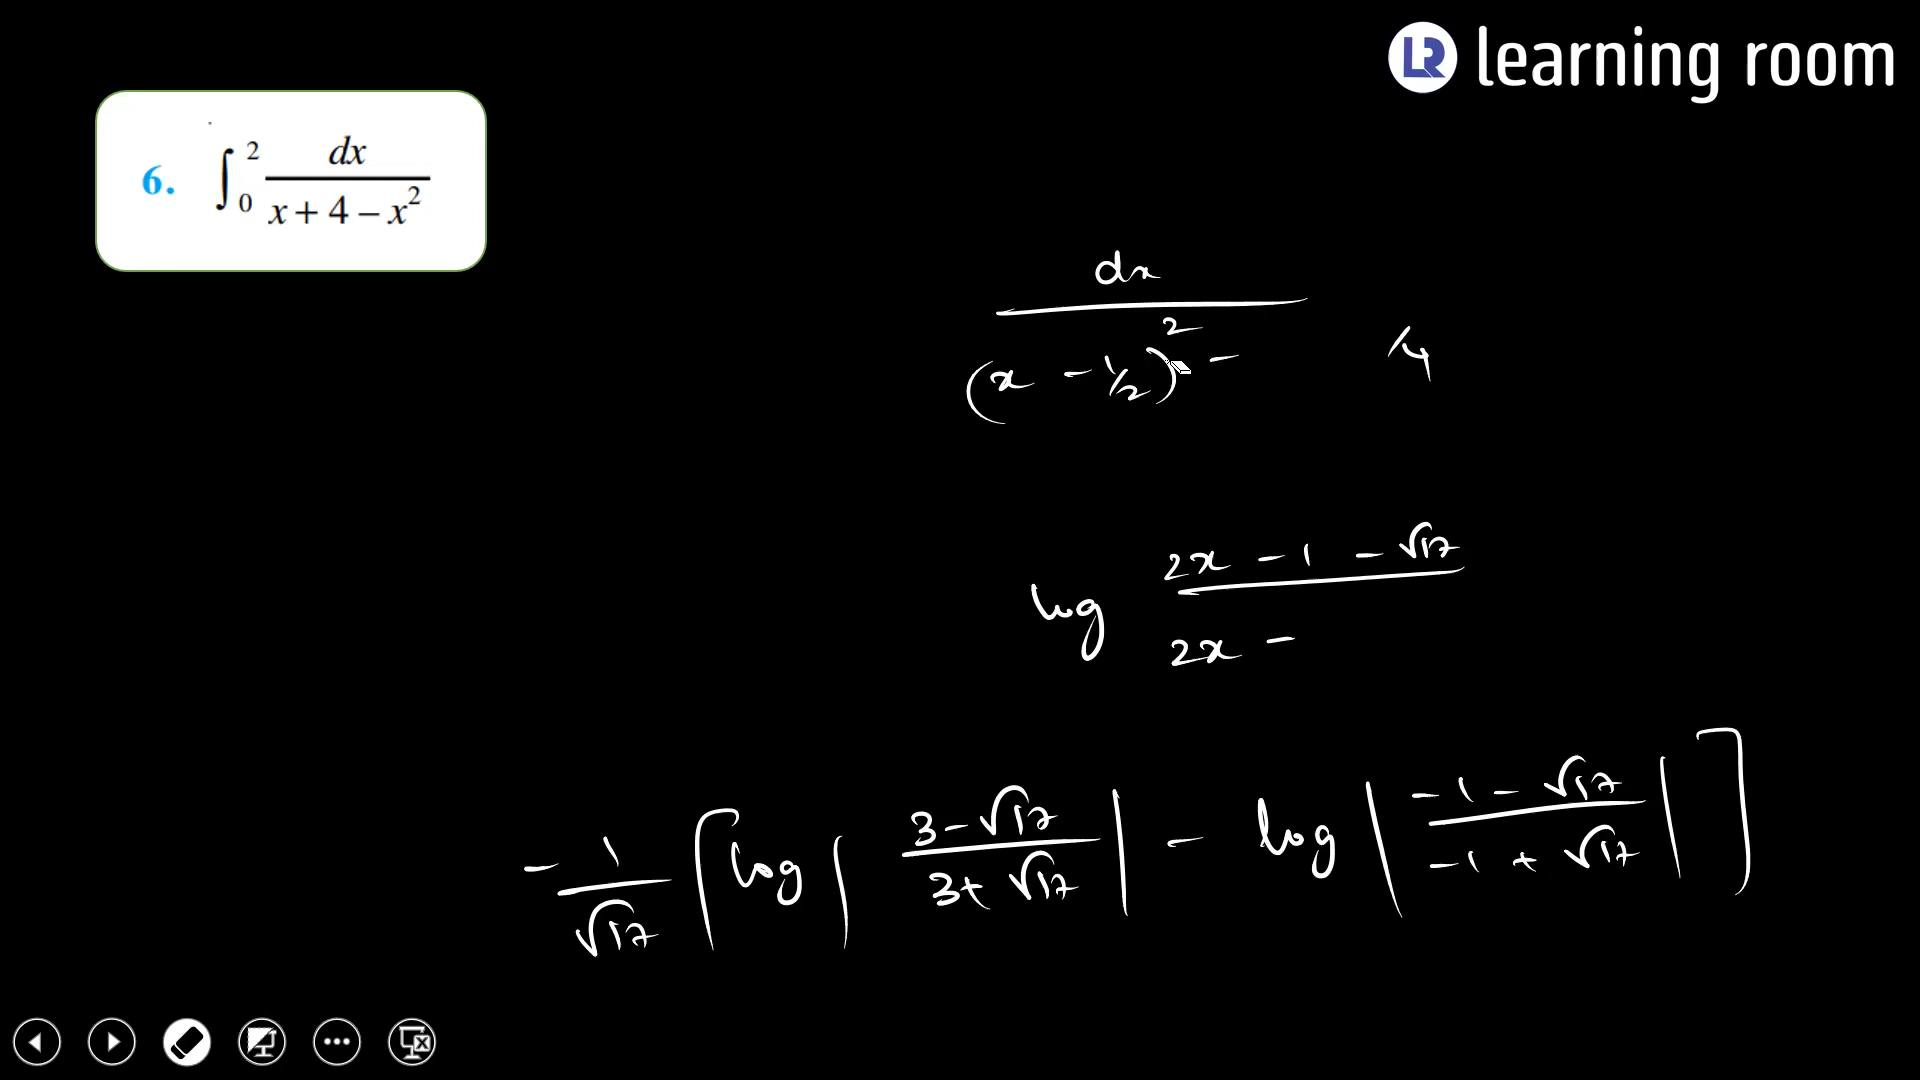 learning room
6. ∫₀² dx / (x + 4 − x²)
dx
(x − 1/2)² − /4
log (2x − 1 − √17) / (2x −
− 1/√17 [log | (3 − √17) / (3 + √17) | − log | (−1 − √17) / (−1 + √17) | ]